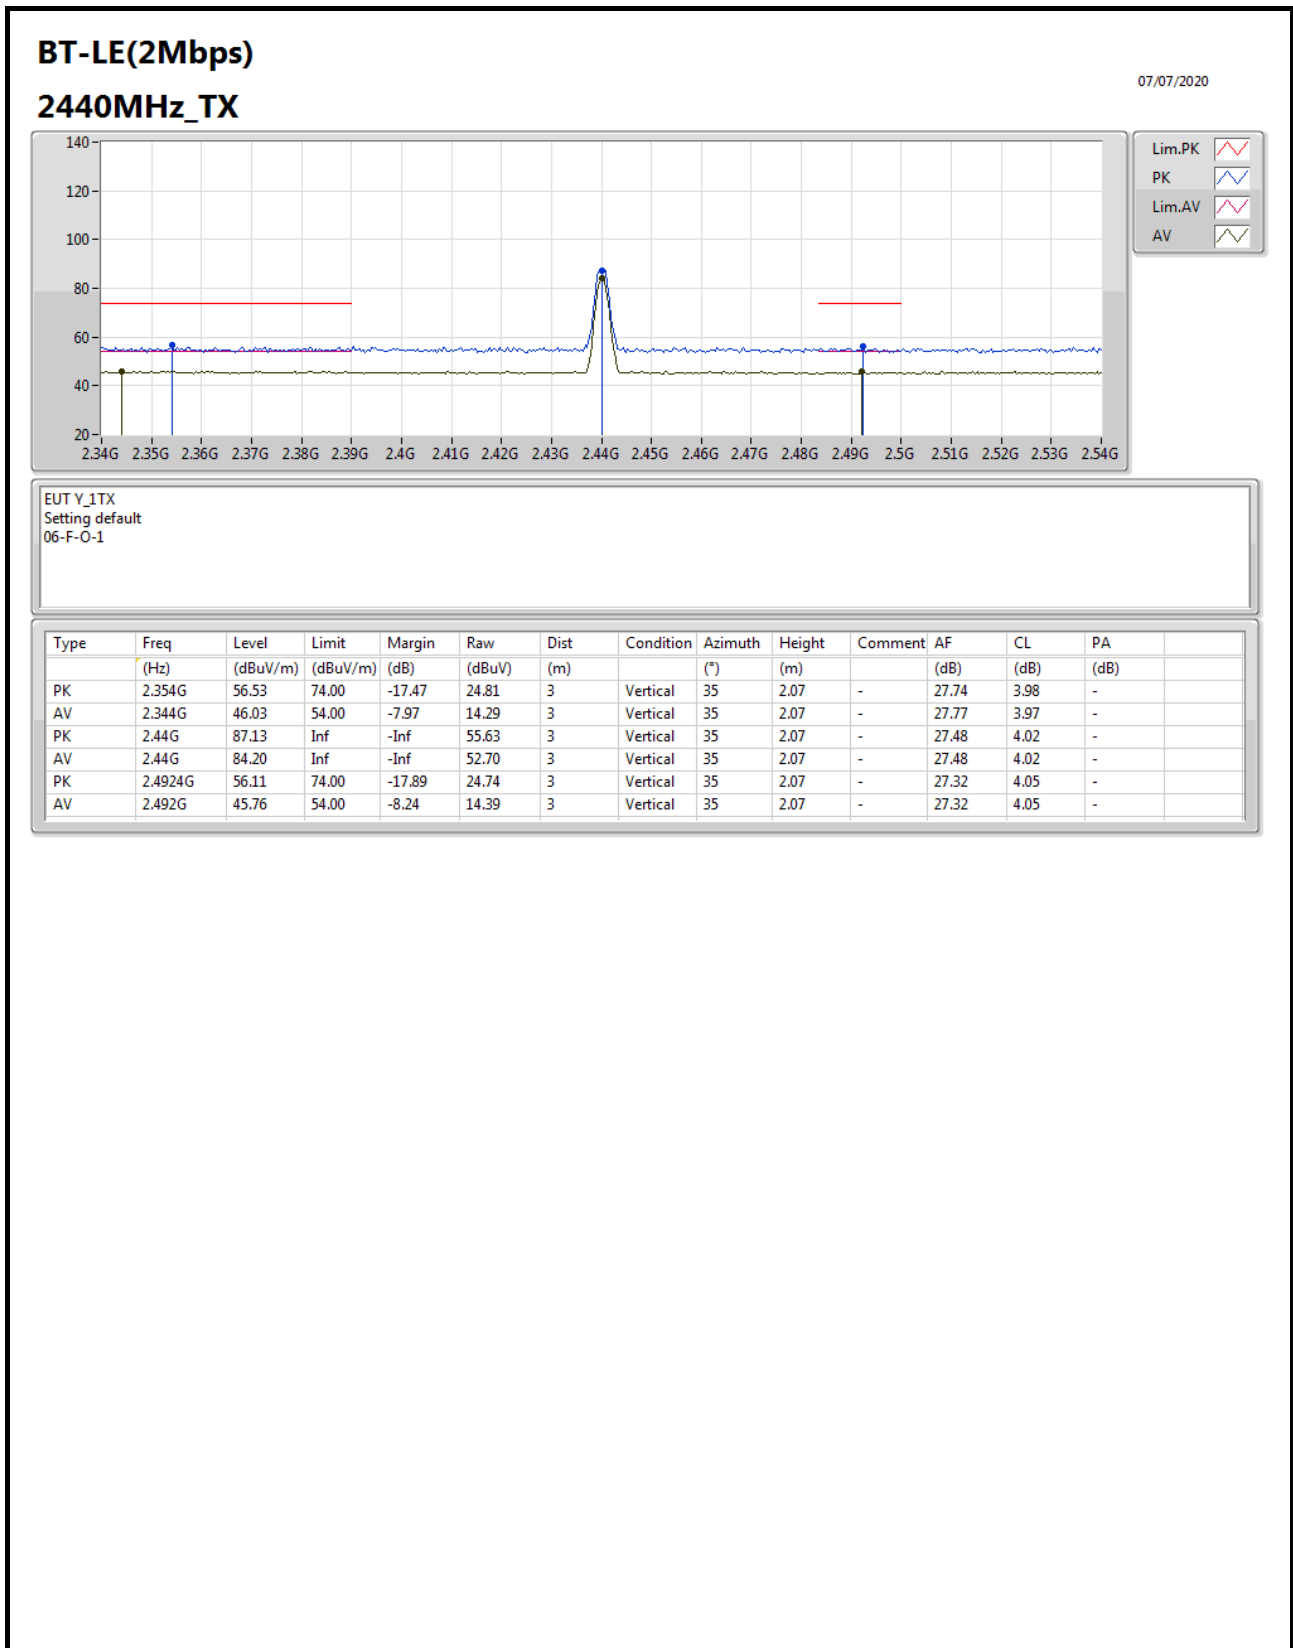 BT-LE(2Mbps)
07/07/2020
2440MHz_TX
140
120
100
80
60
40
20
2.34G 2.35G 2.36G 2.37G 2.38G 2.39G 2.4G 2.41G 2.42G 2.43G 2.44G 2.45G 2.46G 2.47G 2.48G 2.49G 2.5G 2.51G 2.52G 2.53G 2.54G
Lim.PK
PK
Lim.AV
AV
EUT Y_1TX
Setting default
06-F-O-1
Type Freq Level Limit Margin Raw Dist Condition Azimuth Height Comment AF CL PA
(Hz) (dBuV/m) (dBuV/m) (dB) (dBuV) (m) (°) (m) (dB) (dB) (dB)
PK 2.354G 56.53 74.00 -17.47 24.81 3 Vertical 35 2.07 - 27.74 3.98 -
AV 2.344G 46.03 54.00 -7.97 14.29 3 Vertical 35 2.07 - 27.77 3.97 -
PK 2.44G 87.13 Inf -Inf 55.63 3 Vertical 35 2.07 - 27.48 4.02 -
AV 2.44G 84.20 Inf -Inf 52.70 3 Vertical 35 2.07 - 27.48 4.02 -
PK 2.4924G 56.11 74.00 -17.89 24.74 3 Vertical 35 2.07 - 27.32 4.05 -
AV 2.492G 45.76 54.00 -8.24 14.39 3 Vertical 35 2.07 - 27.32 4.05 -